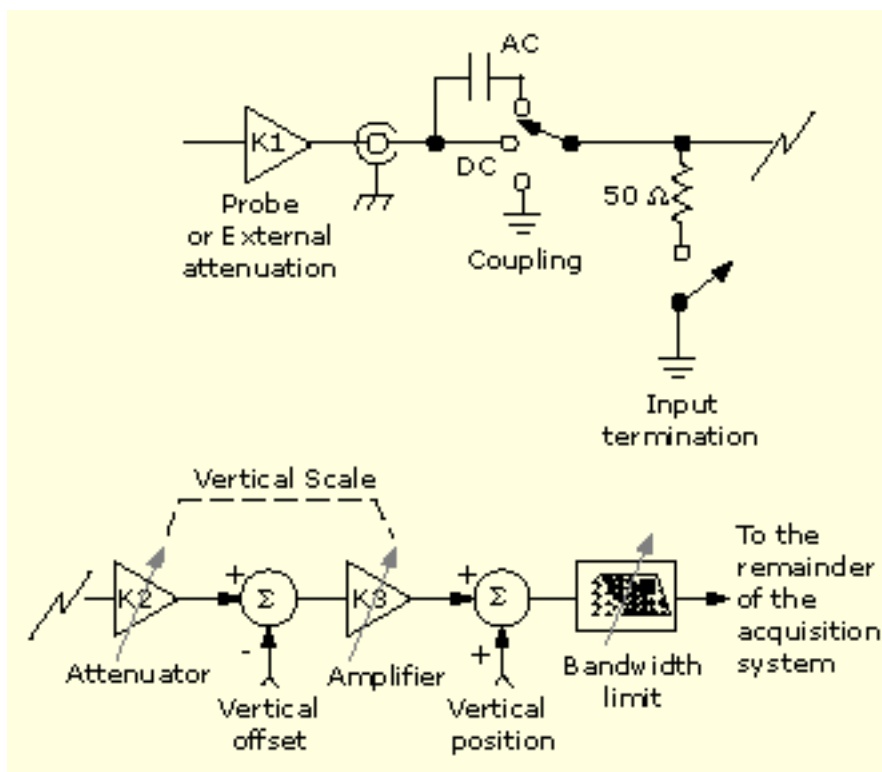 AC
K1
DC
Probe
or External
attenuation
Coupling
50 Ω
Input
termination
Vertical Scale
K2
+
Σ
-
K3
+
Σ
+
Attenuator
Vertical
offset
Amplifier
Vertical
position
Bandwidth
limit
To the
remainder
of the
acquisition
system